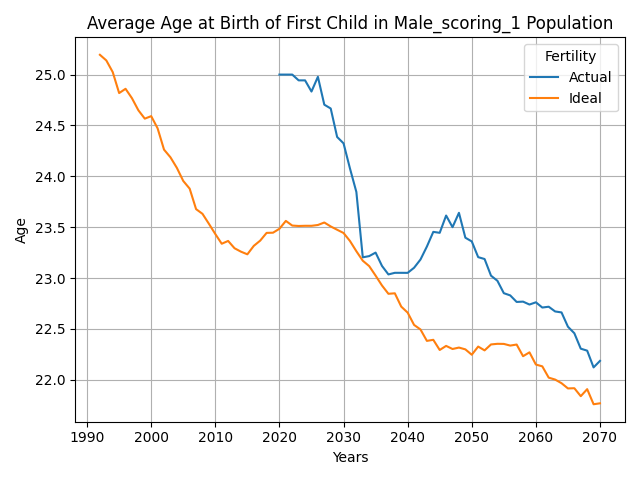 Average Age at Birth of First Child in Male_scoring_1 Population
Fertility
Actual
Ideal
Age
25.0
24.5
24.0
23.5
23.0
22.5
22.0
1990 2000 2010 2020 2030 2040 2050 2060 2070
Years